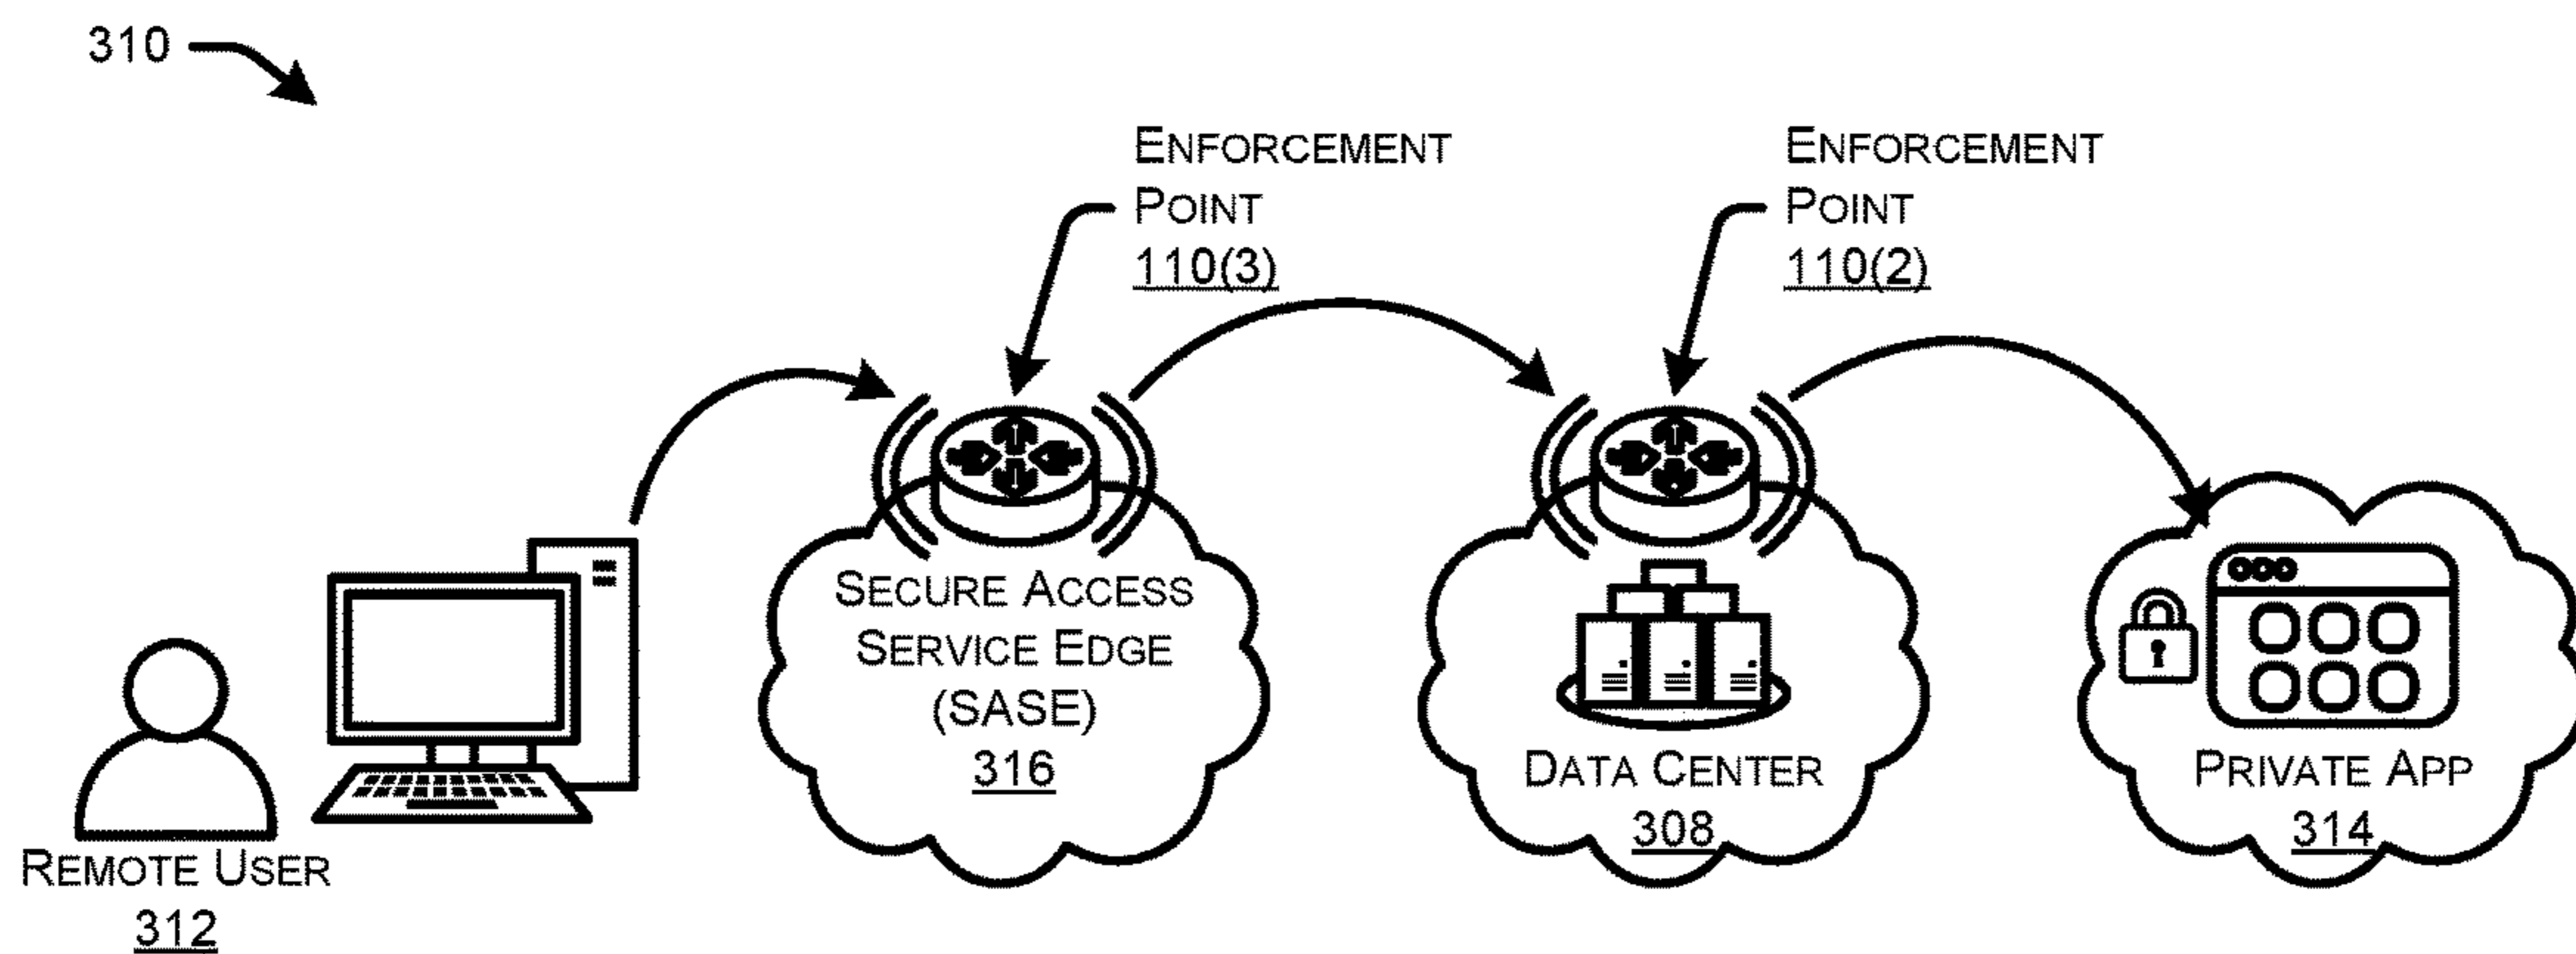 310
ENFORCEMENT
POINT
110(3)
ENFORCEMENT
POINT
110(2)
SECURE ACCESS
SERVICE EDGE
(SASE)
316
DATA CENTER
308
PRIVATE APP
314
REMOTE USER
312